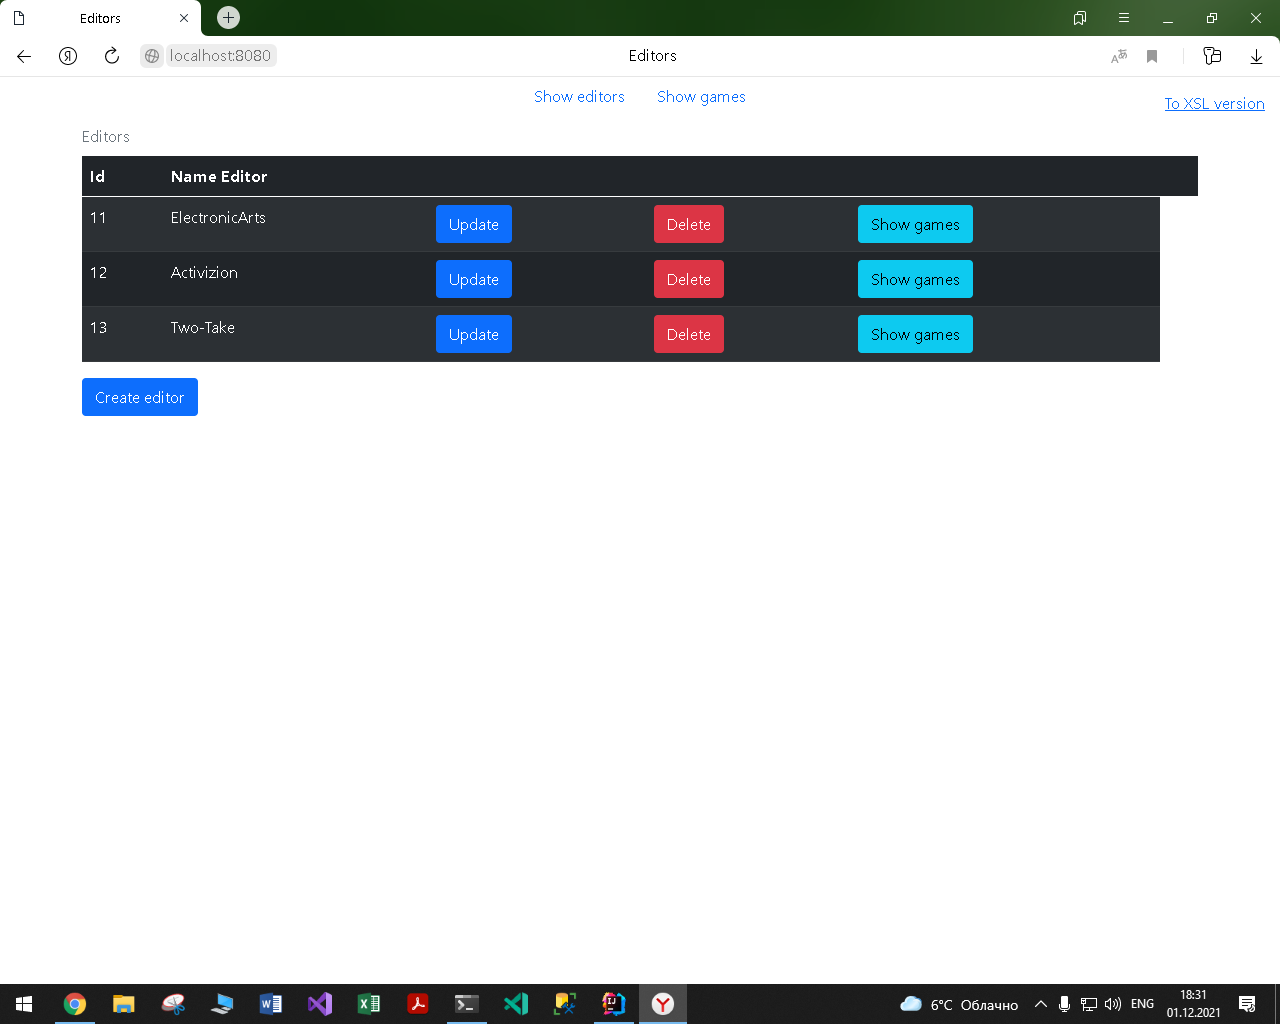 Editors
localhost:8080
Editors
Show editors Show games
To XSL version
Editors
Id Name Editor
11 ElectronicArts Update Delete Show games
12 Activizion Update Delete Show games
13 Two-Take Update Delete Show games
Create editor
6°C Облачно
ENG
18:31
01.12.2021